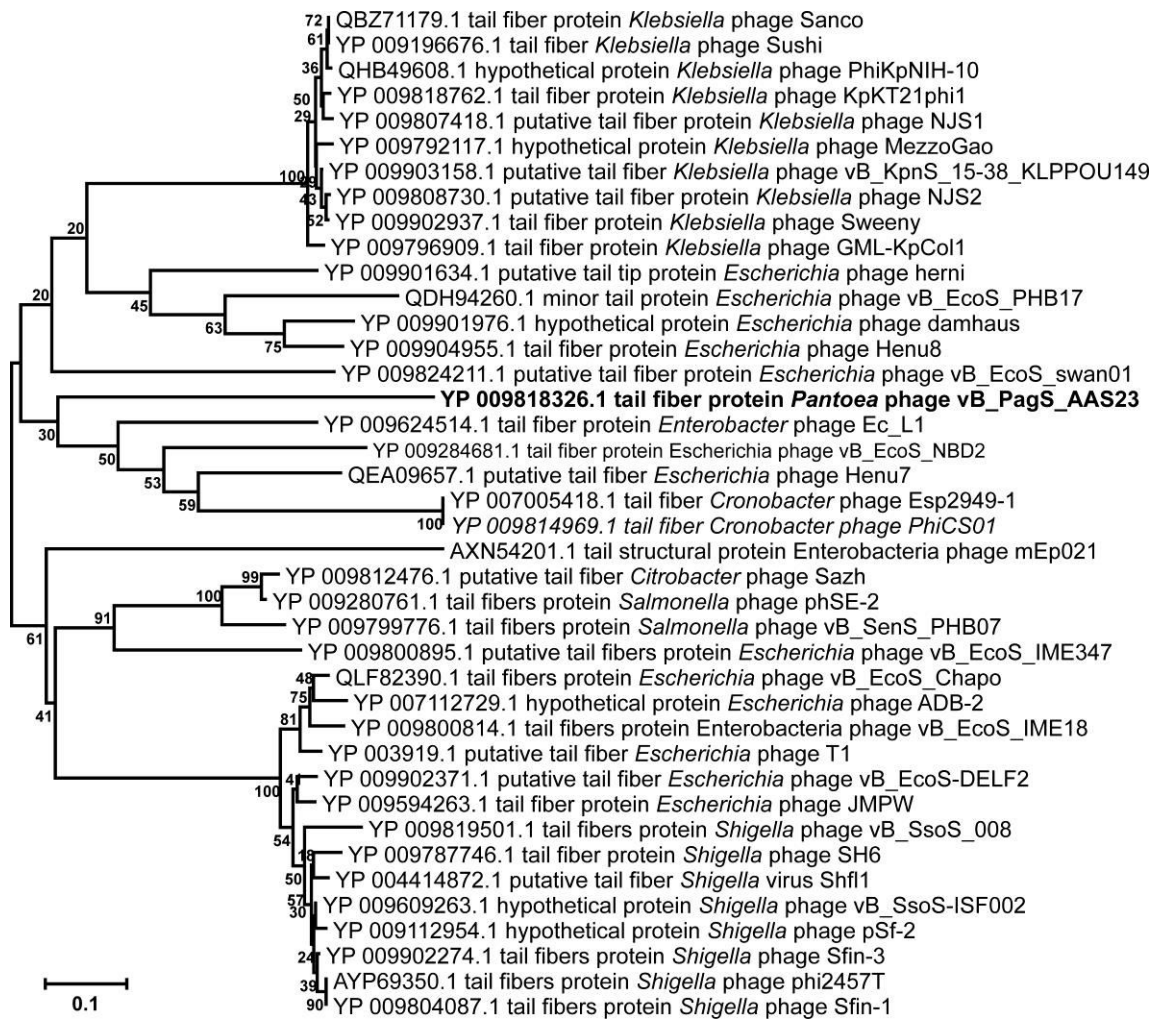 72 QBZ71179.1 tail fiber protein Klebsiella phage Sanco
61 YP 009196676.1 tail fiber Klebsiella phage Sushi
36 QHB49608.1 hypothetical protein Klebsiella phage PhiKpNIH-10
50 YP 009818762.1 tail fiber protein Klebsiella phage KpKT21phi1
29 YP 009807418.1 putative tail fiber protein Klebsiella phage NJS1
YP 009792117.1 hypothetical protein Klebsiella phage MezzoGao
100 YP 009903158.1 putative tail fiber protein Klebsiella phage vB_KpnS_15-38_KLPPOU149
43 YP 009808730.1 putative tail fiber protein Klebsiella phage NJS2
52 YP 009902937.1 tail fiber protein Klebsiella phage Sweeny
20 YP 009796909.1 tail fiber protein Klebsiella phage GML-KpCol1
YP 009901634.1 putative tail tip protein Escherichia phage herni
20 45 QDH94260.1 minor tail protein Escherichia phage vB_EcoS_PHB17
63 YP 009901976.1 hypothetical protein Escherichia phage damhaus
75 YP 009904955.1 tail fiber protein Escherichia phage Henu8
YP 009824211.1 putative tail fiber protein Escherichia phage vB_EcoS_swan01
YP 009818326.1 tail fiber protein Pantoea phage vB_PagS_AAS23
30 YP 009624514.1 tail fiber protein Enterobacter phage Ec_L1
50 YP 009284681.1 tail fiber protein Escherichia phage vB_EcoS_NBD2
53 QEA09657.1 putative tail fiber Escherichia phage Henu7
59 YP 007005418.1 tail fiber Cronobacter phage Esp2949-1
100 YP 009814969.1 tail fiber Cronobacter phage PhiCS01
AXN54201.1 tail structural protein Enterobacteria phage mEp021
99 YP 009812476.1 putative tail fiber Citrobacter phage Sazh
100 YP 009280761.1 tail fibers protein Salmonella phage phSE-2
61 91 YP 009799776.1 tail fibers protein Salmonella phage vB_SenS_PHB07
YP 009800895.1 putative tail fibers protein Escherichia phage vB_EcoS_IME347
48 QLF82390.1 tail fibers protein Escherichia phage vB_EcoS_Chapo
41 75 YP 007112729.1 hypothetical protein Escherichia phage ADB-2
81 YP 009800814.1 tail fibers protein Enterobacteria phage vB_EcoS_IME18
YP 003919.1 putative tail fiber Escherichia phage T1
100 YP 009902371.1 putative tail fiber Escherichia phage vB_EcoS-DELF2
YP 009594263.1 tail fiber protein Escherichia phage JMPW
54 YP 009819501.1 tail fibers protein Shigella phage vB_SsoS_008
18 YP 009787746.1 tail fiber protein Shigella phage SH6
50 YP 004414872.1 putative tail fiber Shigella virus Shfl1
57 30 YP 009609263.1 hypothetical protein Shigella phage vB_SsoS-ISF002
YP 009112954.1 hypothetical protein Shigella phage pSf-2
24 YP 009902274.1 tail fibers protein Shigella phage Sfin-3
39 AYP69350.1 tail fibers protein Shigella phage phi2457T
90 YP 009804087.1 tail fibers protein Shigella phage Sfin-1
0.1